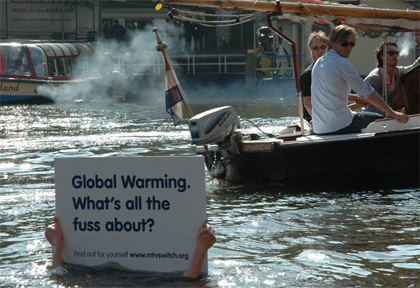 Global Warming.
What's all the
fuss about?
Find out for yourself www.mtvswitch.org